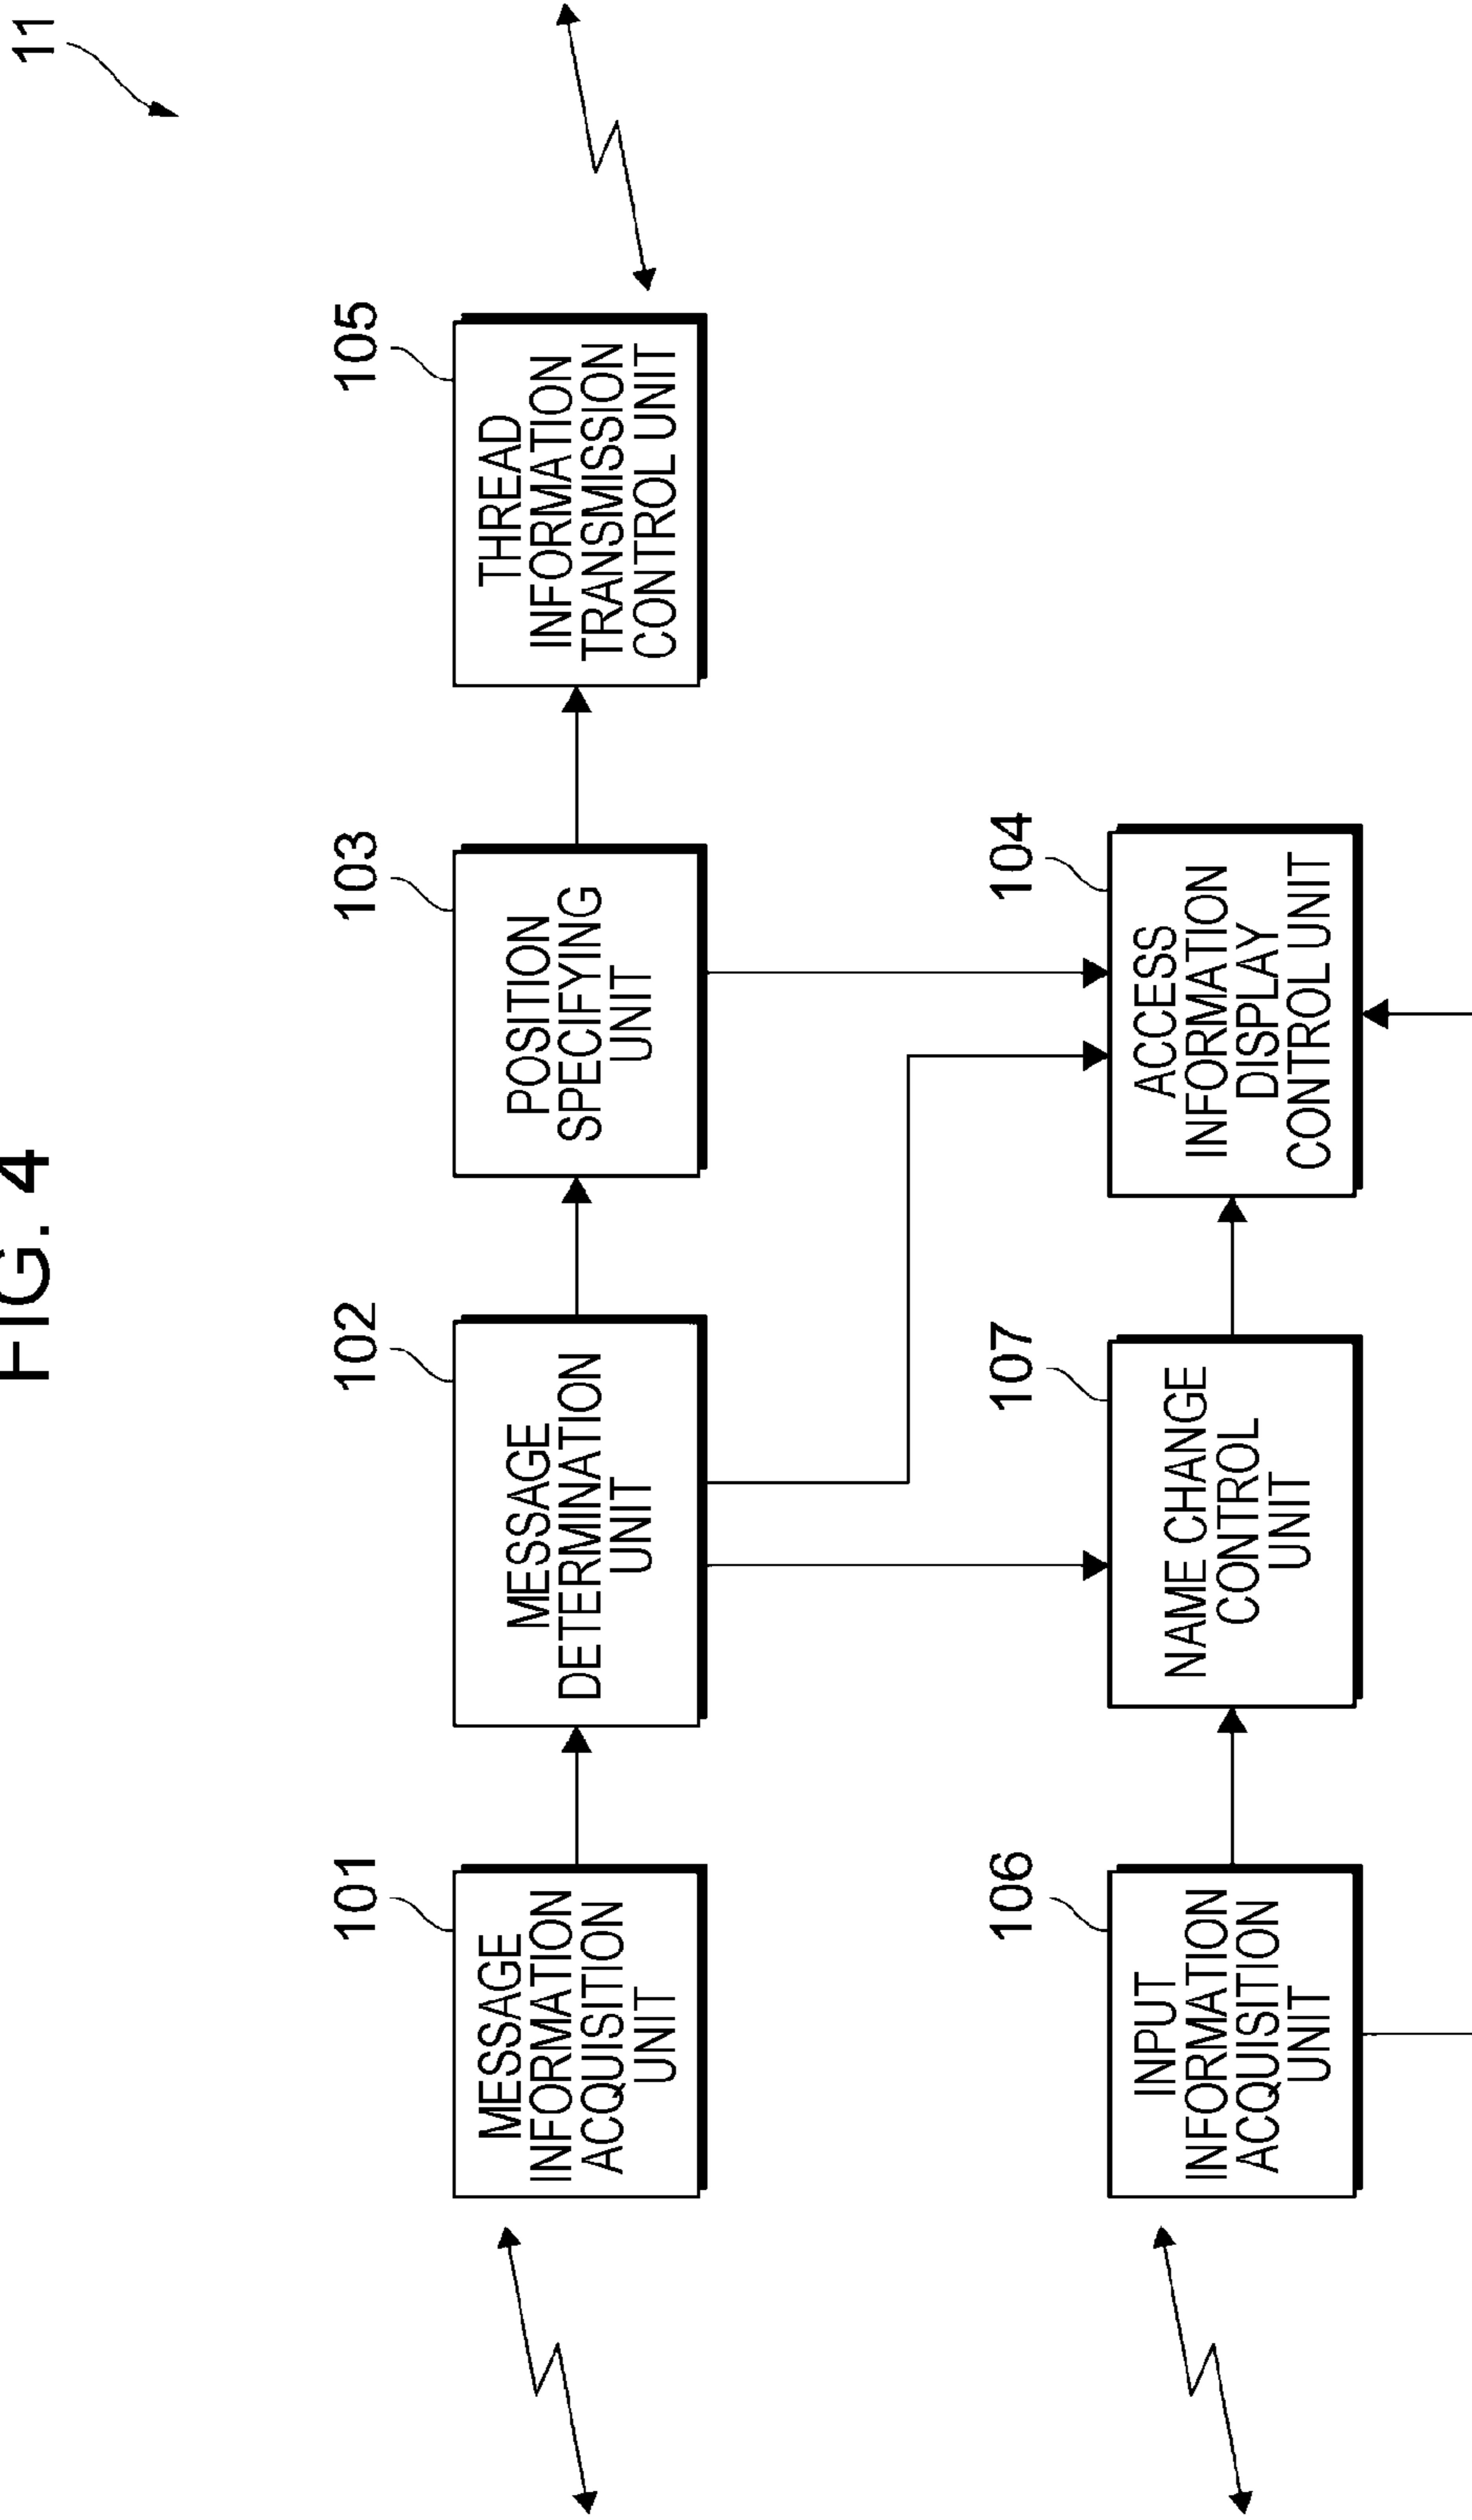 FIG. 4
11
101
MESSAGE
INFORMATION
ACQUISITION
UNIT
102
MESSAGE
DETERMINATION
UNIT
103
POSITION
SPECIFYING
UNIT
105
THREAD
INFORMATION
TRANSMISSION
CONTROL UNIT
106
INPUT
INFORMATION
ACQUISITION
UNIT
107
NAME CHANGE
CONTROL
UNIT
104
ACCESS
INFORMATION
DISPLAY
CONTROL UNIT